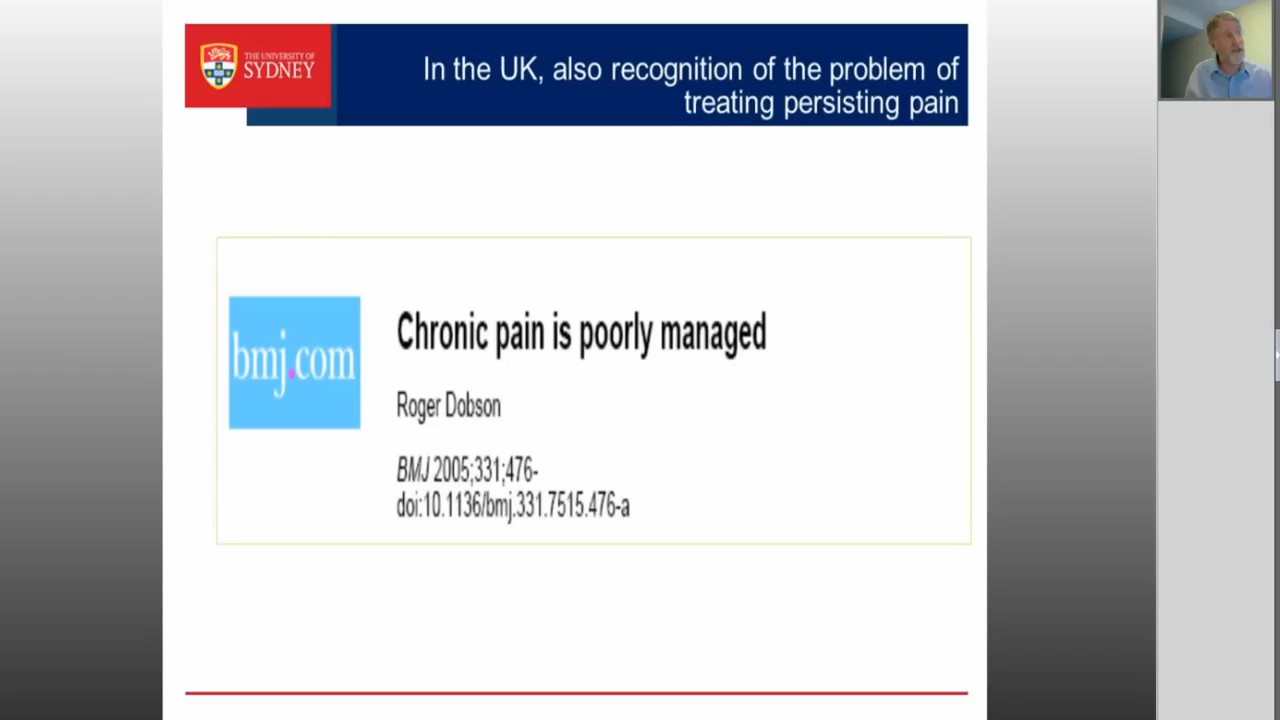 THE UNIVERSITY OF
SYDNEY
In the UK, also recognition of the problem of
treating persisting pain
bmj.com
Chronic pain is poorly managed
Roger Dobson
BMJ 2005;331;476-
doi:10.1136/bmj.331.7515.476-a